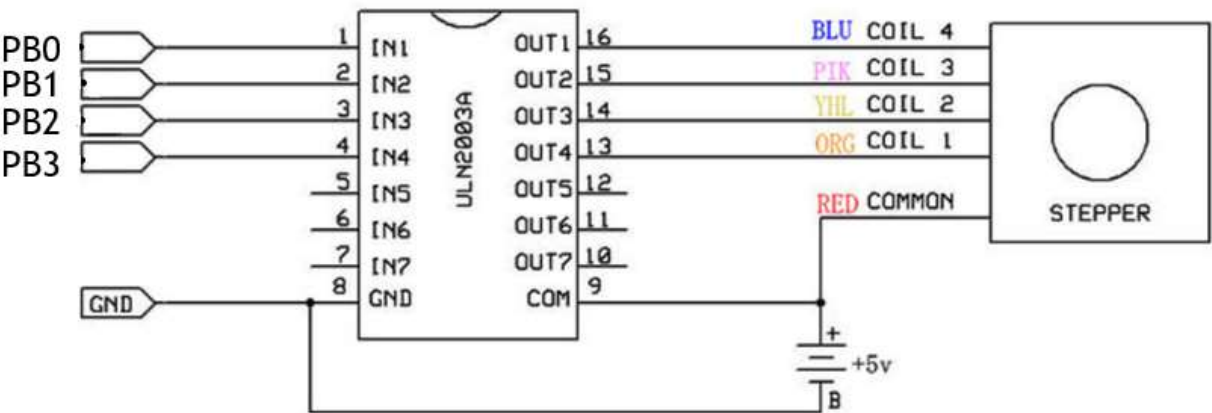 PB0
PB1
PB2
PB3
GND
1 IN1
2 IN2
3 IN3
4 IN4
5 IN5
6 IN6
7 IN7
8 GND
ULN2003A
OUT1 16
OUT2 15
OUT3 14
OUT4 13
OUT5 12
OUT6 11
OUT7 10
COM 9
BLU COIL 4
PIK COIL 3
YHL COIL 2
ORG COIL 1
RED COMMON
STEPPER
+
+5v
B